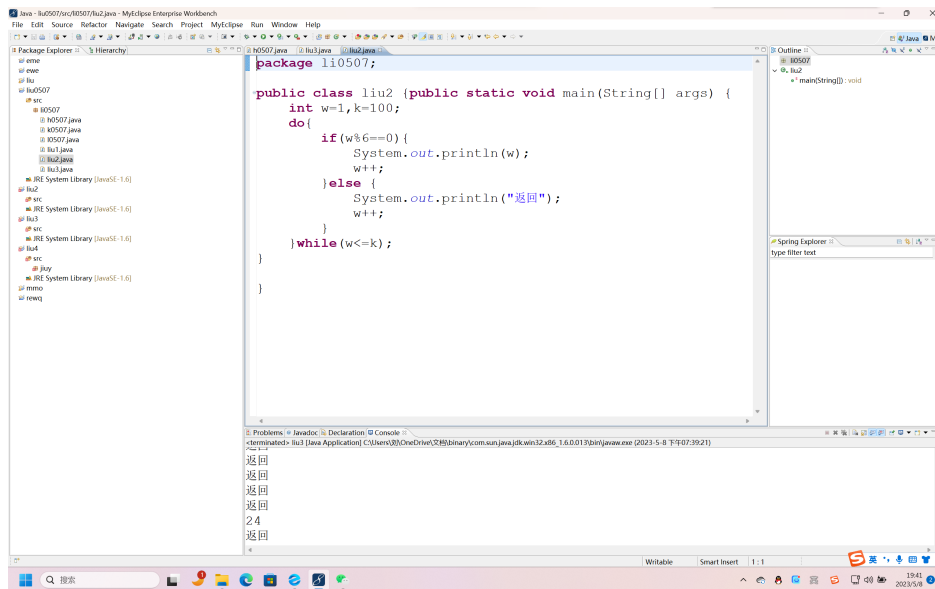 Java - liu0507/src/li0507/liu2.java - MyEclipse Enterprise Workbench
File Edit Source Refactor Navigate Search Project MyEclipse Run Window Help
Java
Package Explorer Hierarchy
eme
ewe
liu
liu0507
src
li0507
h0507.java
k0507.java
l0507.java
liu1.java
liu2.java
liu3.java
JRE System Library [JavaSE-1.6]
liu2
src
JRE System Library [JavaSE-1.6]
liu3
src
JRE System Library [JavaSE-1.6]
liu4
src
jiuy
JRE System Library [JavaSE-1.6]
mmo
rewq
h0507.java liu3.java liu2.java
package li0507;
public class liu2 {public static void main(String[] args) {
int w=1,k=100;
do{
if(w%6==0){
System.out.println(w);
w++;
}else {
System.out.println("返回");
w++;
}
}while(w<=k);
}
}
Outline
li0507
liu2
main(String[]) : void
Spring Explorer
type filter text
Problems Javadoc Declaration Console
<terminated> liu3 [Java Application] C:\Users\刘\OneDrive\文档\binary\com.sun.java.jdk.win32.x86_1.6.0.013\bin\javaw.exe (2023-5-8 下午07:39:21)
返回
返回
返回
返回
24
返回
Writable Smart Insert 1 : 1
英
搜索
1
19:41
2023/5/8
2